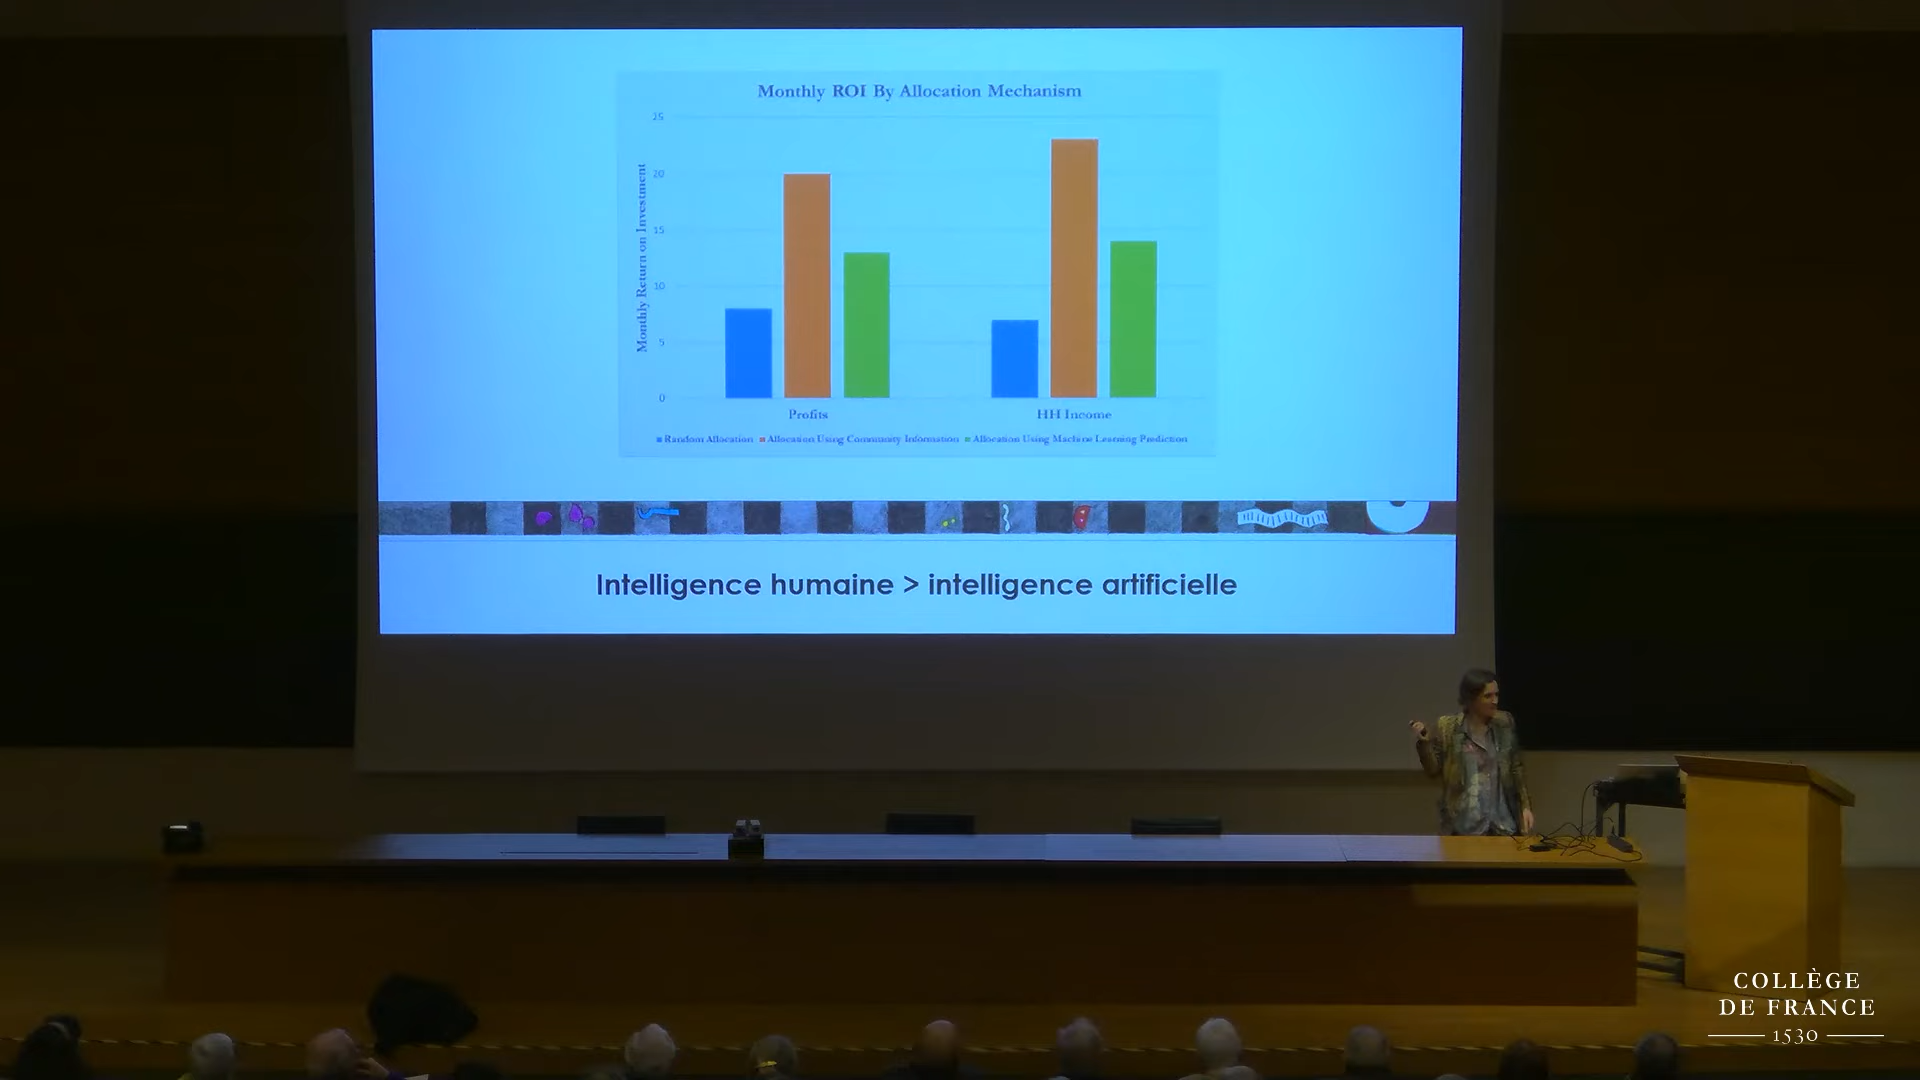 Monthly ROI By Allocation Mechanism
Monthly Return on Investment
25
20
15
10
5
0
Profits
HH Income
Random Allocation Allocation Using Community Information Allocation Using Machine Learning Prediction
Intelligence humaine > intelligence artificielle
COLLÈGE
DE FRANCE
1530